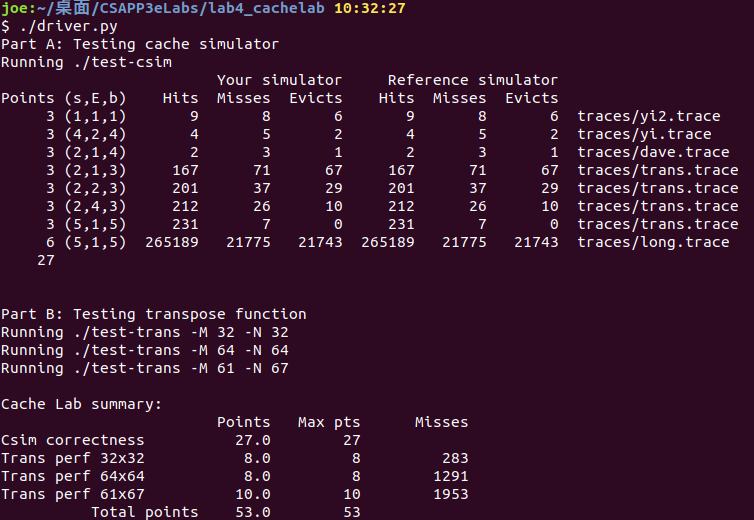 joe:~/桌面/CSAPP3eLabs/lab4_cachelab 10:32:27
$ ./driver.py
Part A: Testing cache simulator
Running ./test-csim
                        Your simulator     Reference simulator
Points (s,E,b)    Hits  Misses  Evicts    Hits  Misses  Evicts
     3 (1,1,1)       9       8       6       9       8       6  traces/yi2.trace
     3 (4,2,4)       4       5       2       4       5       2  traces/yi.trace
     3 (2,1,4)       2       3       1       2       3       1  traces/dave.trace
     3 (2,1,3)     167      71      67     167      71      67  traces/trans.trace
     3 (2,2,3)     201      37      29     201      37      29  traces/trans.trace
     3 (2,4,3)     212      26      10     212      26      10  traces/trans.trace
     3 (5,1,5)     231       7       0     231       7       0  traces/trans.trace
     6 (5,1,5)  265189   21775   21743  265189   21775   21743  traces/long.trace
    27
Part B: Testing transpose function
Running ./test-trans -M 32 -N 32
Running ./test-trans -M 64 -N 64
Running ./test-trans -M 61 -N 67
Cache Lab summary:
                        Points   Max pts      Misses
Csim correctness          27.0        27
Trans perf 32x32           8.0         8         283
Trans perf 64x64           8.0         8        1291
Trans perf 61x67          10.0        10        1953
          Total points    53.0        53